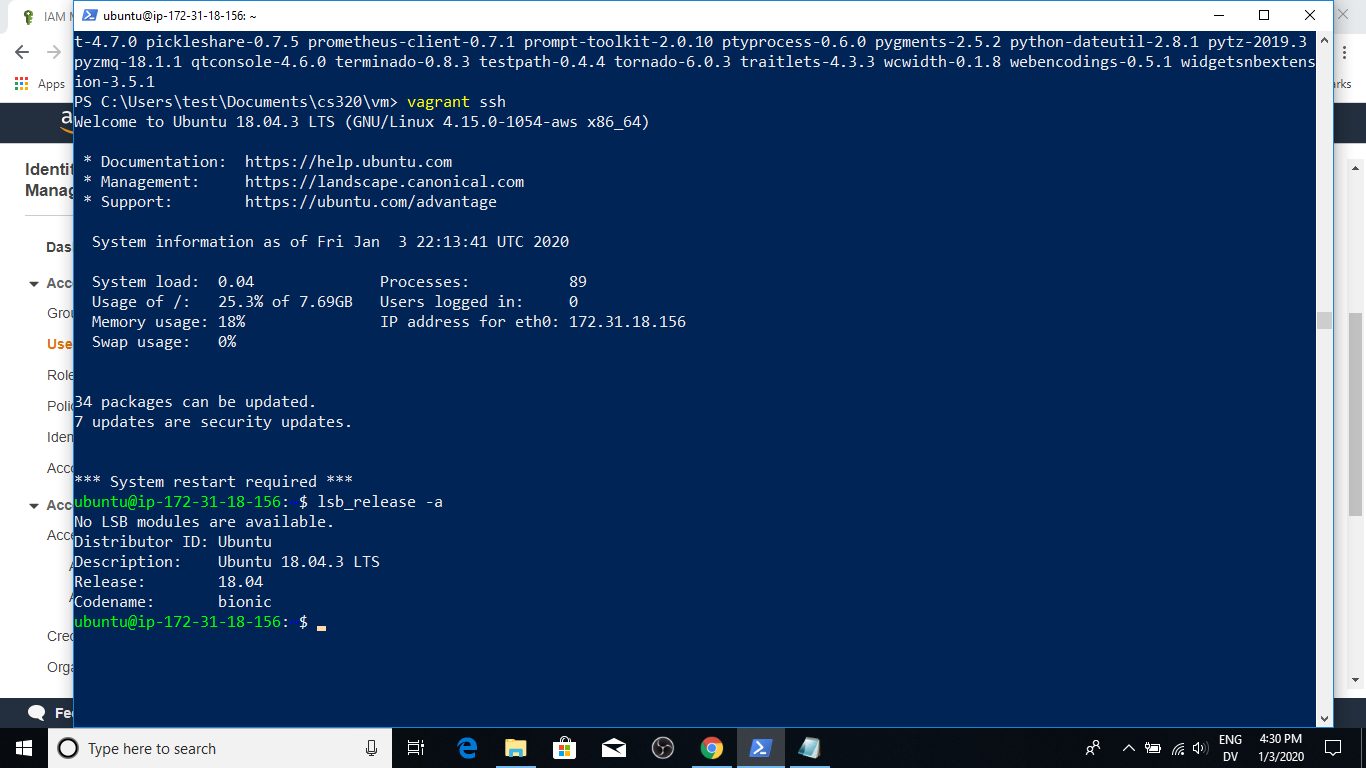 IAM M
ubuntu@ip-172-31-18-156: ~
Apps
arks
a
Identif
Manag
Dash
Acc
Grou
Use
Role
Polic
Iden
Acco
Acc
Acce
A
A
Cred
Orga
Fee
t-4.7.0 pickleshare-0.7.5 prometheus-client-0.7.1 prompt-toolkit-2.0.10 ptyprocess-0.6.0 pygments-2.5.2 python-dateutil-2.8.1 pytz-2019.3
pyzmq-18.1.1 qtconsole-4.6.0 terminado-0.8.3 testpath-0.4.4 tornado-6.0.3 traitlets-4.3.3 wcwidth-0.1.8 webencodings-0.5.1 widgetsnbextens
ion-3.5.1
PS C:\Users\test\Documents\cs320\vm> vagrant ssh
Welcome to Ubuntu 18.04.3 LTS (GNU/Linux 4.15.0-1054-aws x86_64)
* Documentation: https://help.ubuntu.com
* Management: https://landscape.canonical.com
* Support: https://ubuntu.com/advantage
System information as of Fri Jan 3 22:13:41 UTC 2020
System load: 0.04 Processes: 89
Usage of /: 25.3% of 7.69GB Users logged in: 0
Memory usage: 18% IP address for eth0: 172.31.18.156
Swap usage: 0%
34 packages can be updated.
7 updates are security updates.
*** System restart required ***
ubuntu@ip-172-31-18-156: $ lsb_release -a
No LSB modules are available.
Distributor ID: Ubuntu
Description: Ubuntu 18.04.3 LTS
Release: 18.04
Codename: bionic
ubuntu@ip-172-31-18-156: $
Type here to search
ENG
DV
4:30 PM
1/3/2020